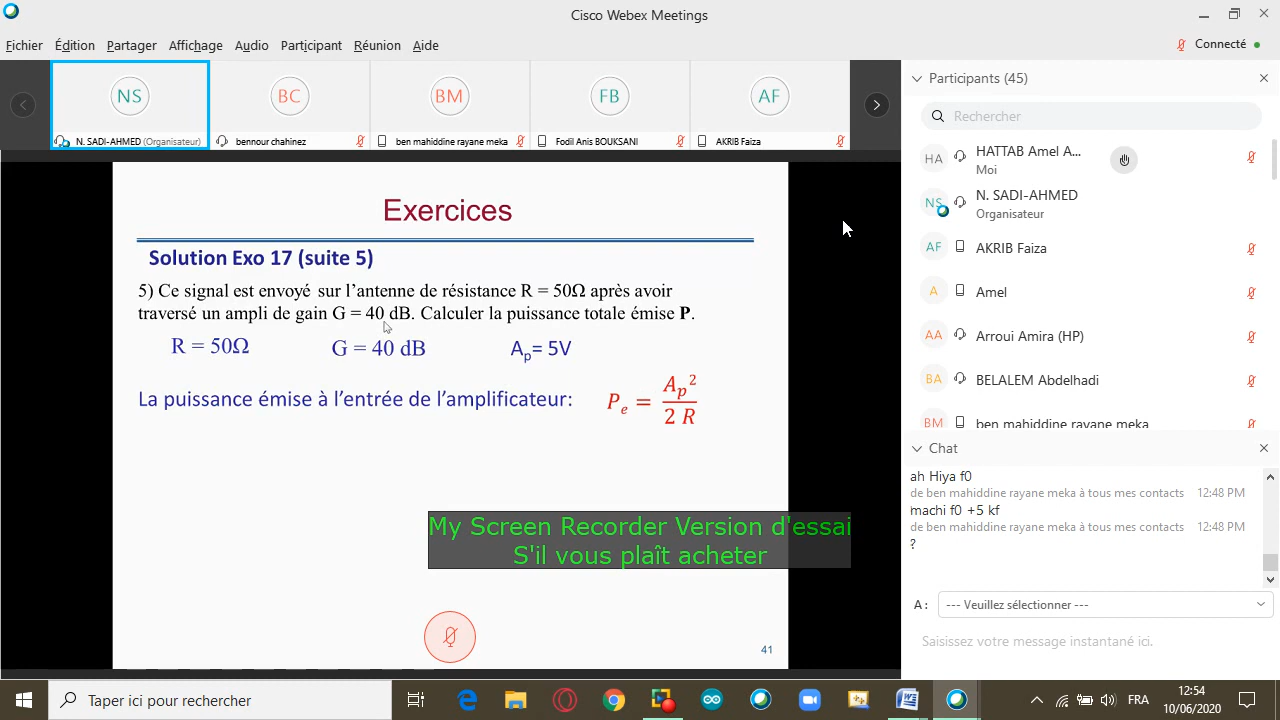 Cisco Webex Meetings
Fichier Édition Partager Affichage Audio Participant Réunion Aide
Connecté
NS BC BM FB AF
N. SADI-AHMED (Organisateur) bennour chahinez ben mahiddine rayane meka Fodil Anis BOUKSANI AKRIB Faiza
Participants (45)
Rechercher
HA HATTAB Amel A...
Moi
NS N. SADI-AHMED
Organisateur
AF AKRIB Faiza
A Amel
AA Arroui Amira (HP)
BA BELALEM Abdelhadi
BM ben mahiddine rayane meka
Chat
ah Hiya f0
de ben mahiddine rayane meka à tous mes contacts 12:48 PM
machi f0 +5 kf
de ben mahiddine rayane meka à tous mes contacts 12:48 PM
?
A : --- Veuillez sélectionner ---
Saisissez votre message instantané ici.
Exercices
Solution Exo 17 (suite 5)
5) Ce signal est envoyé sur l’antenne de résistance R = 50Ω après avoir
traversé un ampli de gain G = 40 dB. Calculer la puissance totale émise P.
R = 50Ω G = 40 dB Ap= 5V
La puissance émise à l’entrée de l’amplificateur: Pe = Ap² / 2 R
My Screen Recorder Version d'essai
S'il vous plaît acheter
41
Taper ici pour rechercher
FRA
12:54
10/06/2020